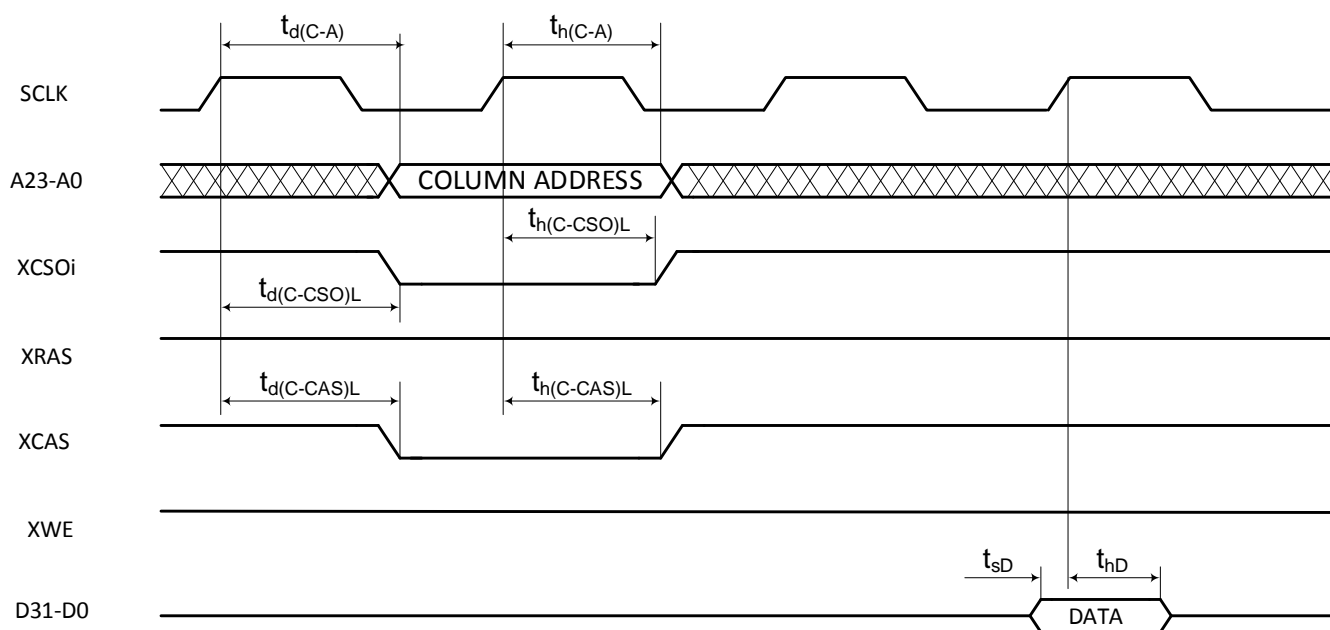 td(C-A) th(C-A)
SCLK
A23-A0 COLUMN ADDRESS
th(C-CSO)L
XCSOi
td(C-CSO)L
XRAS
td(C-CAS)L th(C-CAS)L
XCAS
XWE
tsD thD
D31-D0 DATA